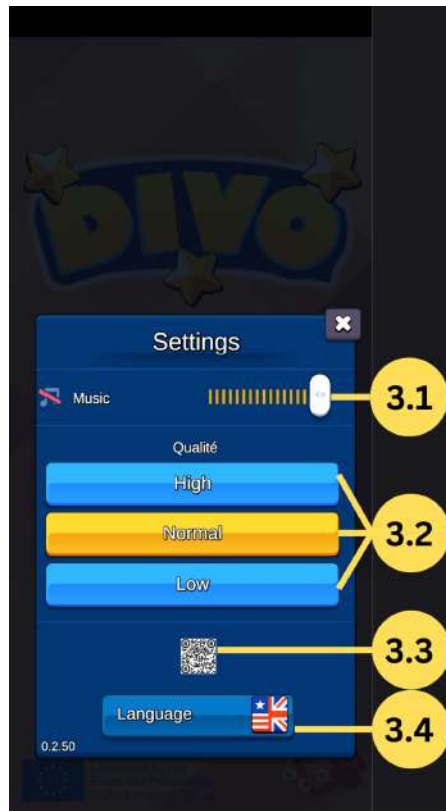 DIVO
Settings
Music
3.1
Qualité
High
Normal
3.2
Low
3.3
Language
3.4
0.2.50